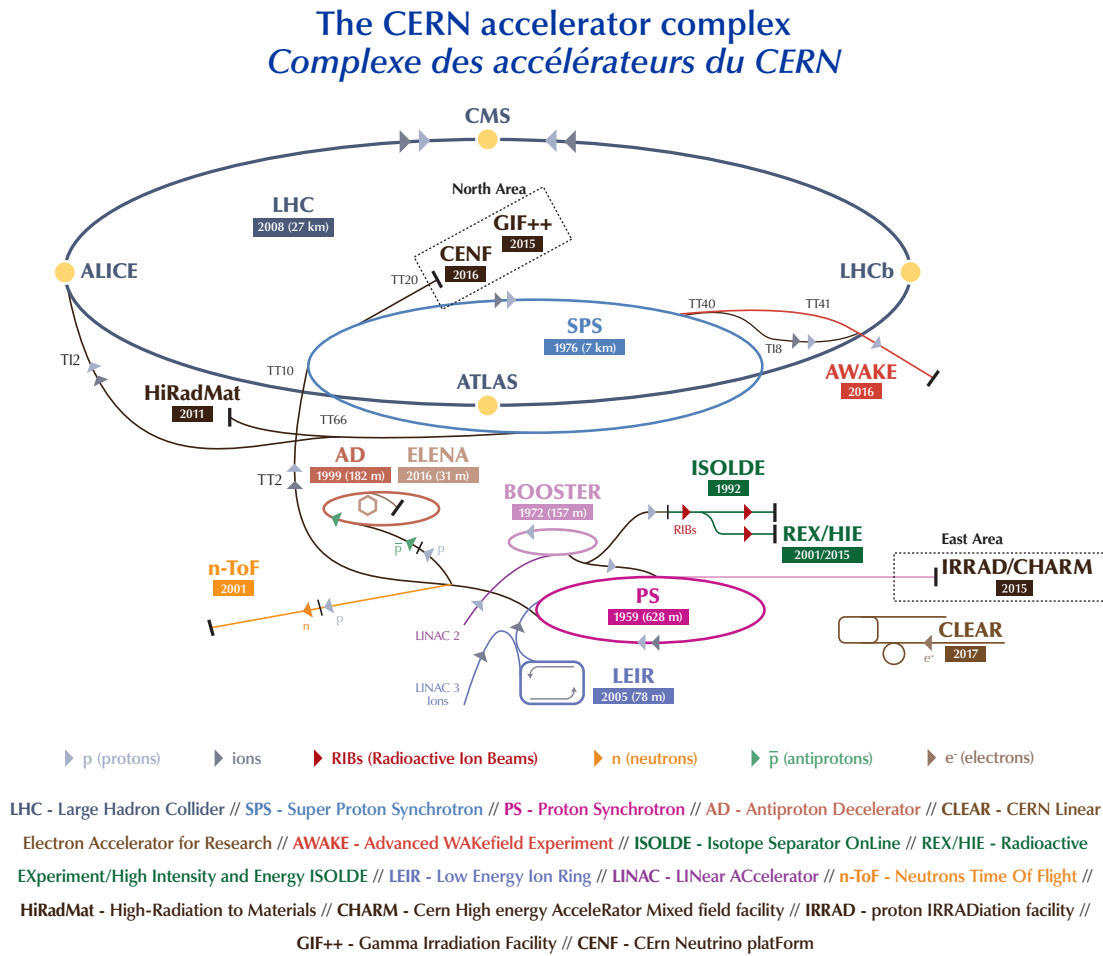 The CERN accelerator complex
Complexe des accélérateurs du CERN
CMS
North Area
LHC
2008 (27 km)
GIF++
2015
CENF
2016
ALICE
LHCb
TT20
TT40
TT41
SPS
1976 (7 km)
TI8
TI2
TT10
AWAKE
2016
ATLAS
HiRadMat
2011
TT66
AD
1999 (182 m)
ELENA
2016 (31 m)
TT2
ISOLDE
1992
BOOSTER
1972 (157 m)
RIBs
REX/HIE
2001/2015
East Area
p̅
p
n-ToF
2001
IRRAD/CHARM
2015
PS
1959 (628 m)
n
p
LINAC 2
CLEAR
2017
e-
LEIR
2005 (78 m)
LINAC 3
Ions
p (protons)
ions
RIBs (Radioactive Ion Beams)
n (neutrons)
p̅ (antiprotons)
e- (electrons)
LHC - Large Hadron Collider // SPS - Super Proton Synchrotron // PS - Proton Synchrotron // AD - Antiproton Decelerator // CLEAR - CERN Linear
Electron Accelerator for Research // AWAKE - Advanced WAKefield Experiment // ISOLDE - Isotope Separator OnLine // REX/HIE - Radioactive
EXperiment/High Intensity and Energy ISOLDE // LEIR - Low Energy Ion Ring // LINAC - LINear ACcelerator // n-ToF - Neutrons Time Of Flight //
HiRadMat - High-Radiation to Materials // CHARM - Cern High energy AcceleRator Mixed field facility // IRRAD - proton IRRADiation facility //
GIF++ - Gamma Irradiation Facility // CENF - CErn Neutrino platForm